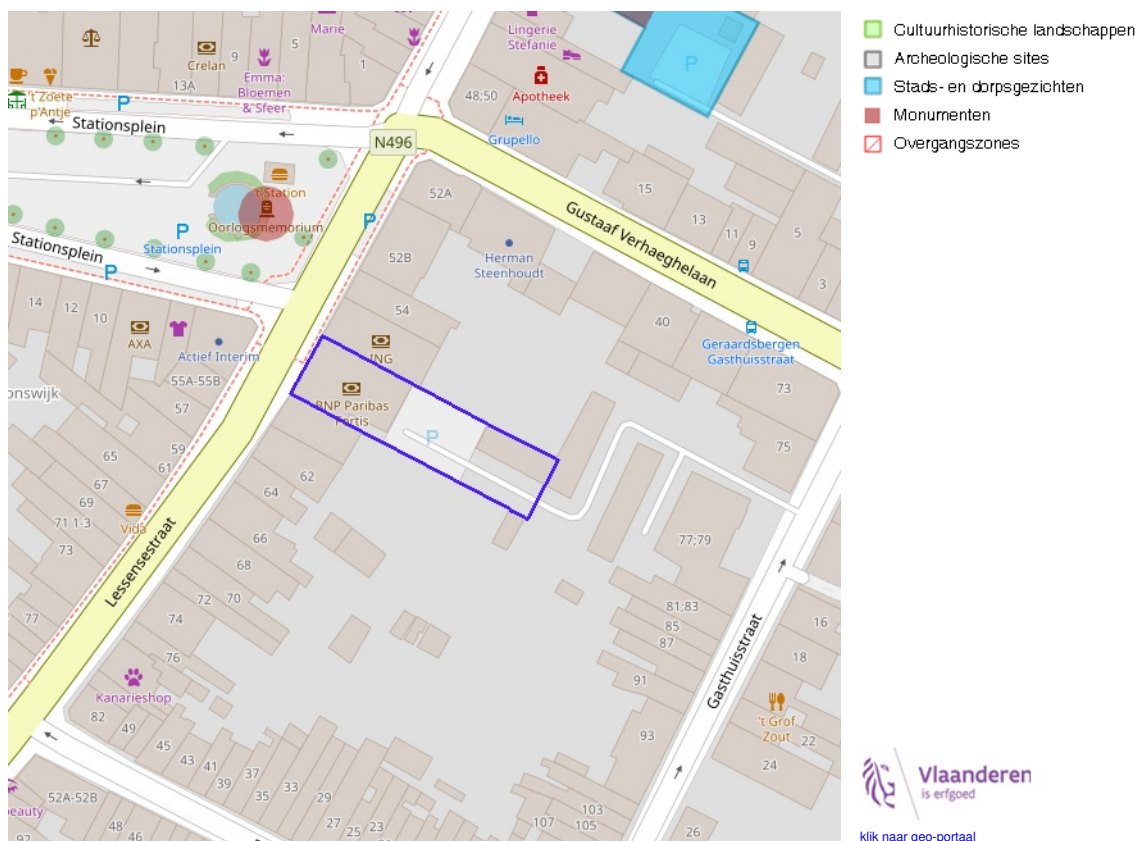 Marie
5
Crelan
9
Emma:
Bloemen
& Sfeer
1
13A
't Zoete
p'Antje
P
Stationsplein
Lingerie
Stefanie
48;50
Apotheek
Grupello
P
N496
't Station
Oorlogsmemorium
P
Stationsplein
Stationsplein
P
P
52A
52B
Herman
Steenhoudt
15
13
11
9
5
3
Gustaaf Verhaeghelaan
40
Geraardsbergen
Gasthuisstraat
73
75
14
12
10
AXA
Actief Interim
54
ING
BNP Paribas
Fortis
P
onswijk
55A-55B
57
59
61
65
67
69
71 1-3
73
77
Vida
62
64
66
68
70
72
74
76
Lessensestraat
Kanarieshop
82
49
45
43
41
39
37
35
33
29
27
25
23
21
77;79
81;83
85
87
91
93
Gasthuisstraat
16
18
't Grof
Zout
22
24
26
103
107
105
52A-52B
48
46
92
beauty
Cultuurhistorische landschappen
Archeologische sites
Stads- en dorpsgezichten
Monumenten
Overgangszones
Vlaanderen
is erfgoed
klik naar geo-portaal